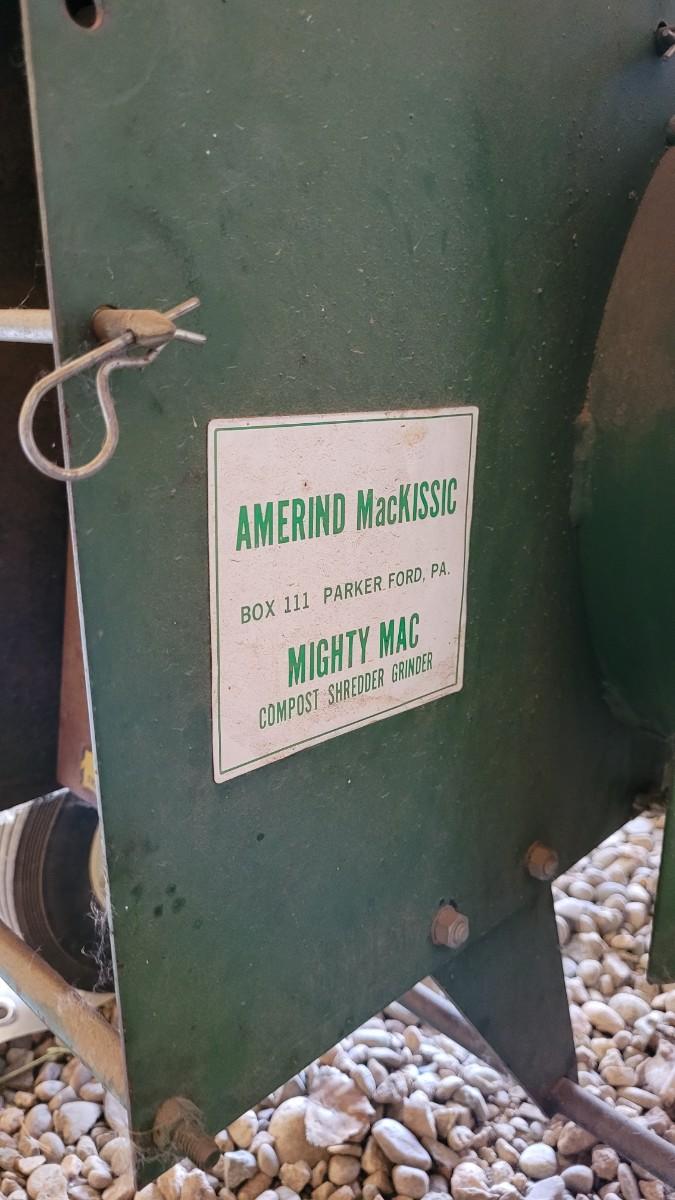 AMERIND MacKISSIC
BOX 111 PARKER FORD, PA.
MIGHTY MAC
COMPOST SHREDDER GRINDER